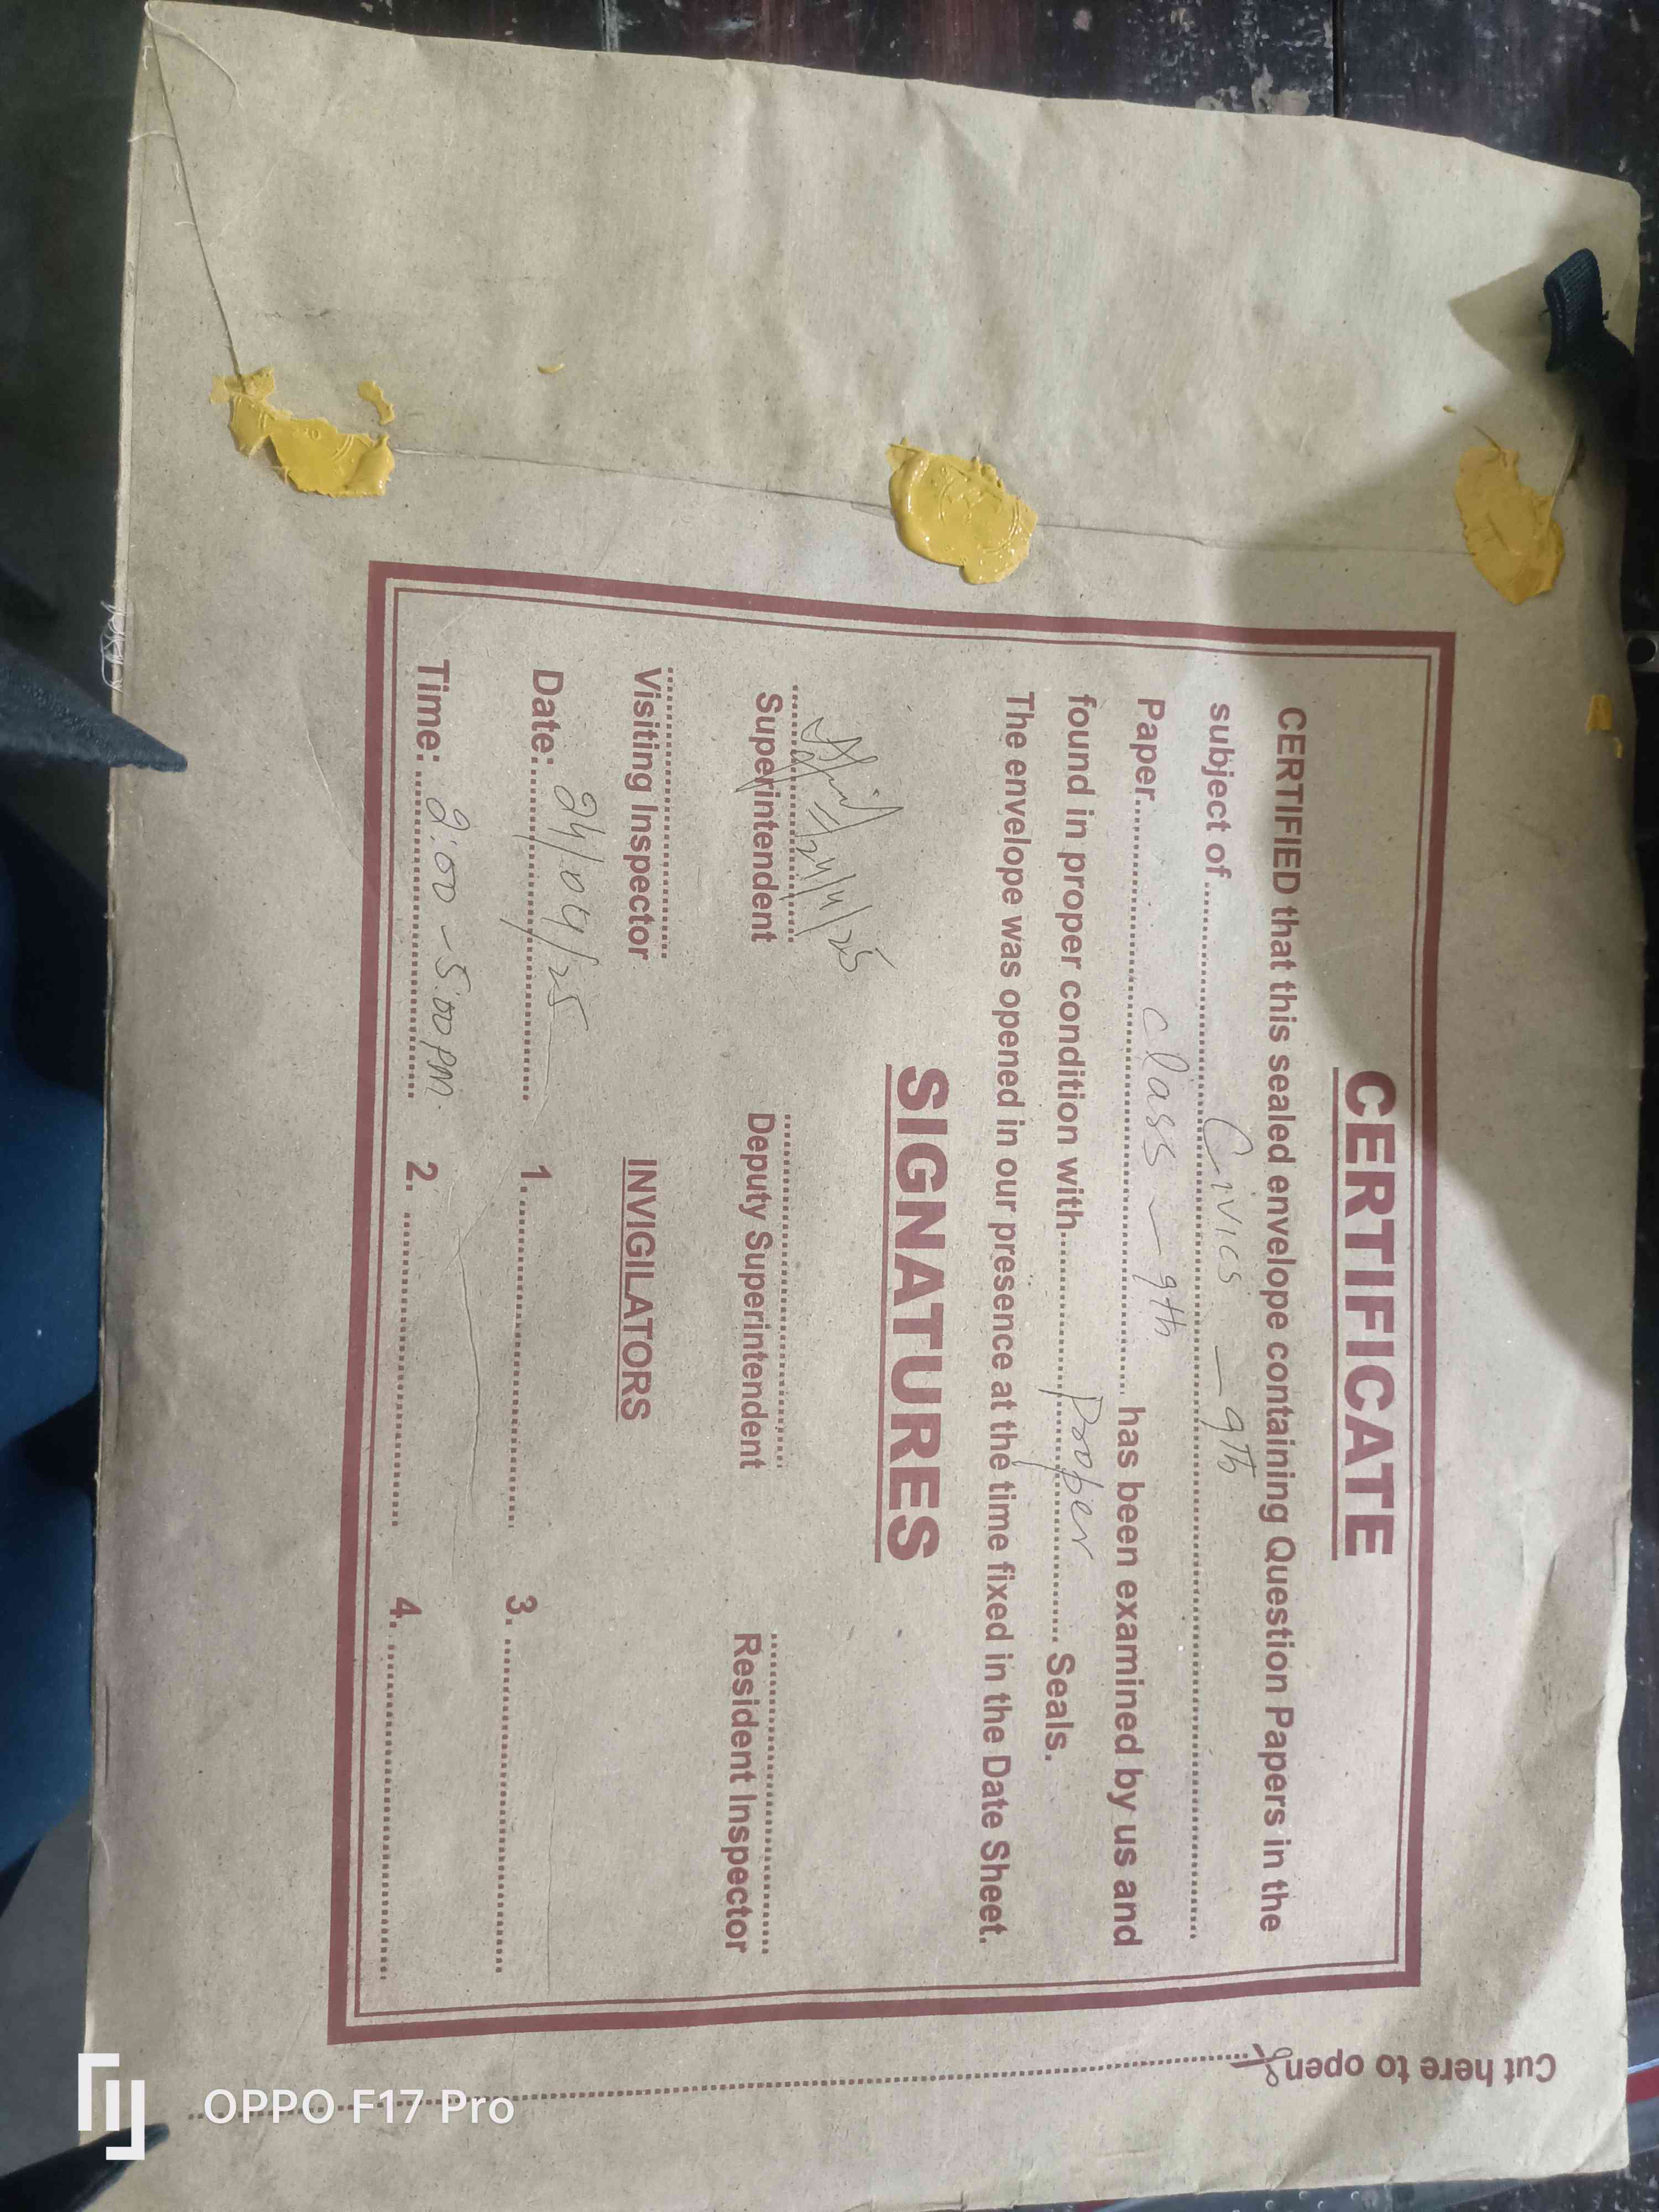 CERTIFICATE
CERTIFIED that this sealed envelope containing Question Papers in the
subject of.......... Civics - 9th ..........
Paper.......... class - 9th .......... has been examined by us and
found in proper condition with.......... Proper .......... Seals.
The envelope was opened in our presence at the time fixed in the Date Sheet.
SIGNATURES
24/4/25
Superintendent Deputy Superintendent Resident Inspector
Visiting Inspector INVIGILATORS
Date:.......... 24/04/25 1........... 3. ..........
Time:.......... 2:00 - 5:00 PM. 2. .......... 4. ..........
Cut here to open
OPPO F17 Pro